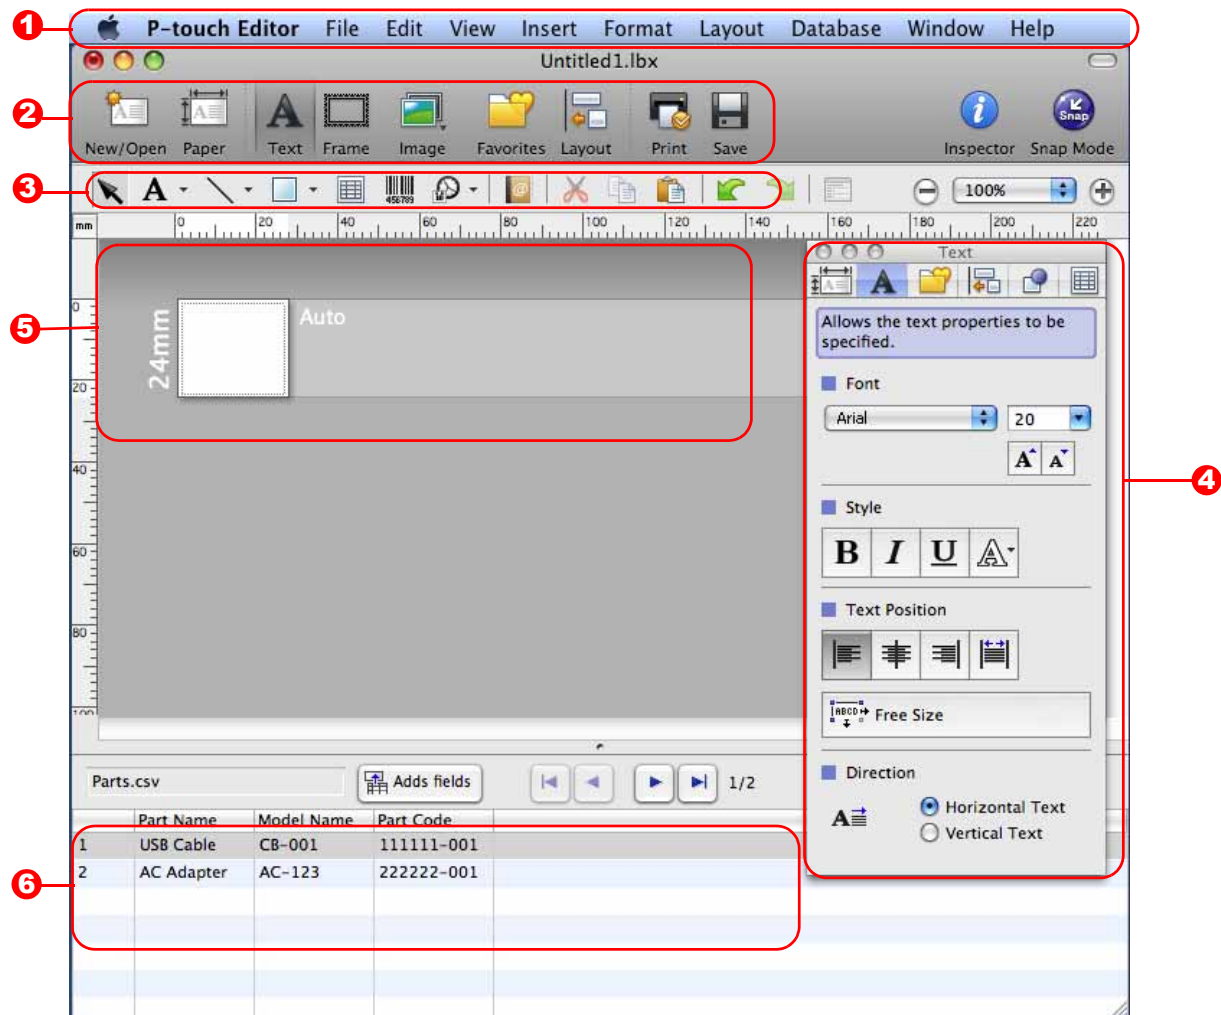 1
P-touch Editor File Edit View Insert Format Layout Database Window Help
Untitled1.lbx
2
New/Open Paper Text Frame Image Favorites Layout Print Save Inspector Snap Mode
Snap
3
A 456789 100%
mm 0 20 40 60 80 100 120 140 160 180 200 220
Text
Allows the text properties to be
specified.
5
0 20 40 60 80 100
24mm
Auto
Font
Arial 20
A A
4
Style
B I U A
Text Position
ABCD Free Size
Direction
A Horizontal Text
Vertical Text
Parts.csv Adds fields 1/2
Part Name Model Name Part Code
1 USB Cable CB-001 111111-001
2 AC Adapter AC-123 222222-001
6